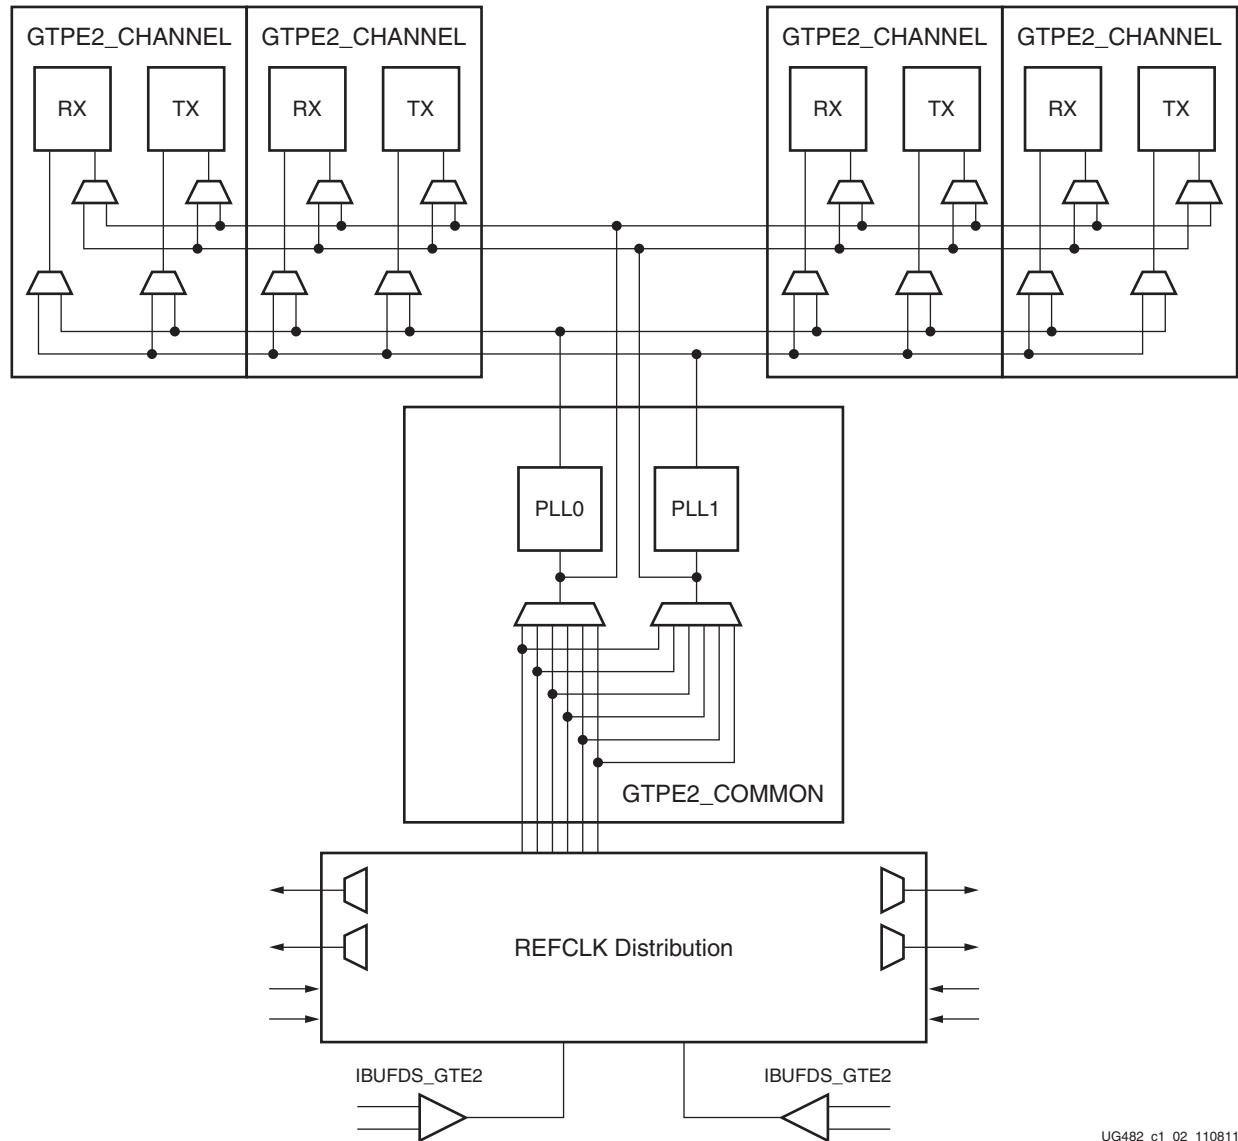 GTPE2_CHANNEL GTPE2_CHANNEL GTPE2_CHANNEL GTPE2_CHANNEL
RX TX RX TX RX TX RX TX
PLL0 PLL1
GTPE2_COMMON
REFCLK Distribution
IBUFDS_GTE2 IBUFDS_GTE2
UG482_c1_02_110811